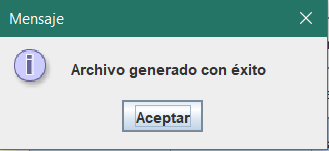 Mensaje
Archivo generado con éxito
Aceptar